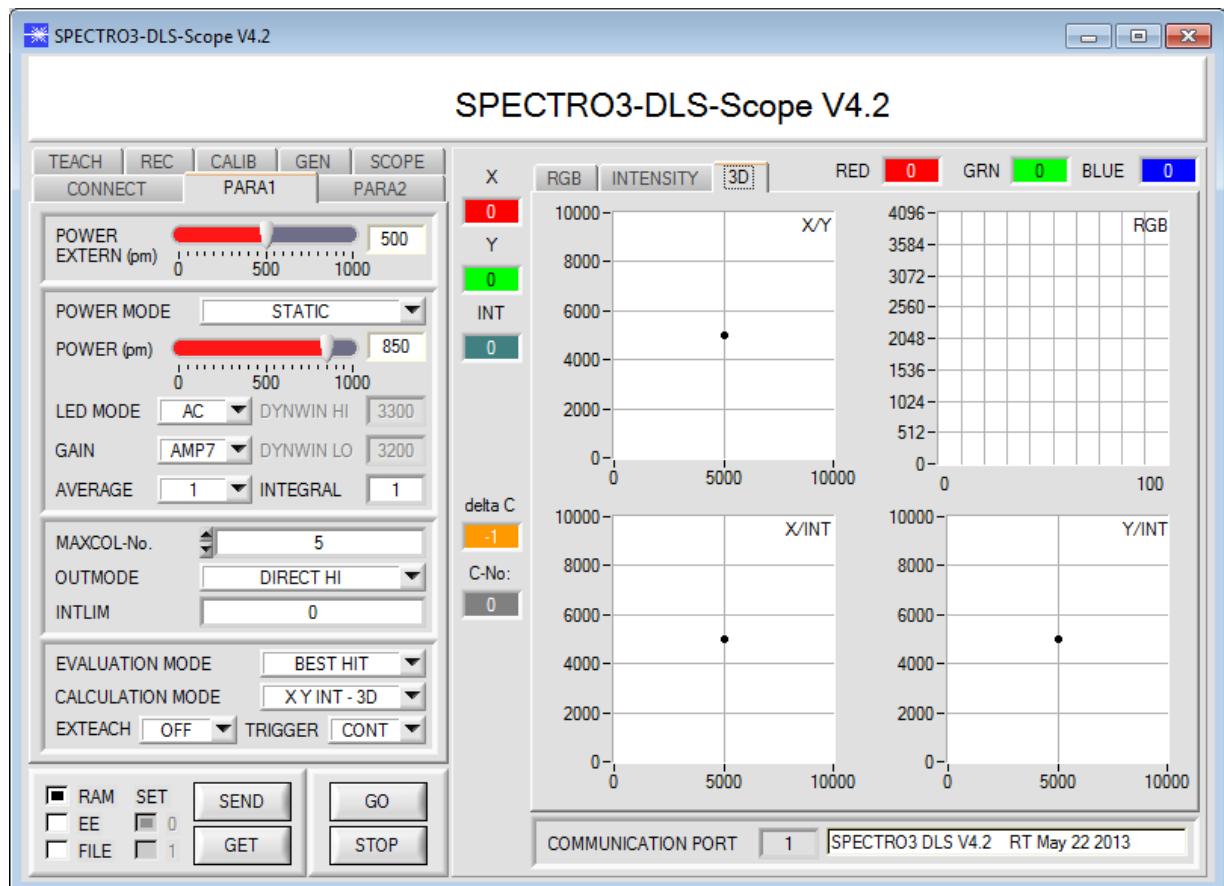 SPECTRO3-DLS-Scope V4.2
SPECTRO3-DLS-Scope V4.2
TEACH REC CALIB GEN SCOPE
CONNECT PARA1 PARA2
POWER EXTERN (pm) 500
0 500 1000
POWER MODE STATIC
POWER (pm) 850
0 500 1000
LED MODE AC DYNWIN HI 3300
GAIN AMP7 DYNWIN LO 3200
AVERAGE 1 INTEGRAL 1
MAXCOL-No. 5
OUTMODE DIRECT HI
INTLIM 0
EVALUATION MODE BEST HIT
CALCULATION MODE X Y INT - 3D
EXTEACH OFF TRIGGER CONT
RAM SET
EE 0
FILE 1
SEND GO
GET STOP
X
0
Y
0
INT
0
delta C
-1
C-No:
0
RGB INTENSITY 3D
RED 0 GRN 0 BLUE 0
X/Y
10000
8000
6000
4000
2000
0
0 5000 10000
RGB
4096
3584
3072
2560
2048
1536
1024
512
0
0 100
X/INT
10000
8000
6000
4000
2000
0
0 5000 10000
Y/INT
10000
8000
6000
4000
2000
0
0 5000 10000
COMMUNICATION PORT 1 SPECTRO3 DLS V4.2 RT May 22 2013